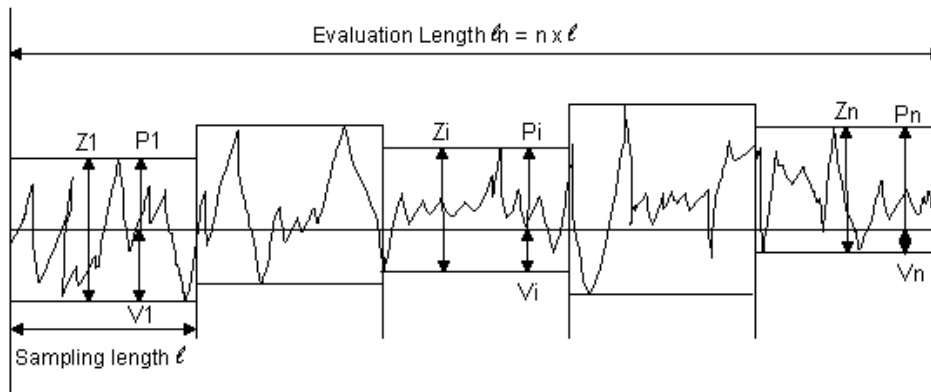 Evaluation Length ℓn = n x ℓ
Z1 P1 Zi Pi Zn Pn
V1 Vi Vn
Sampling length ℓ